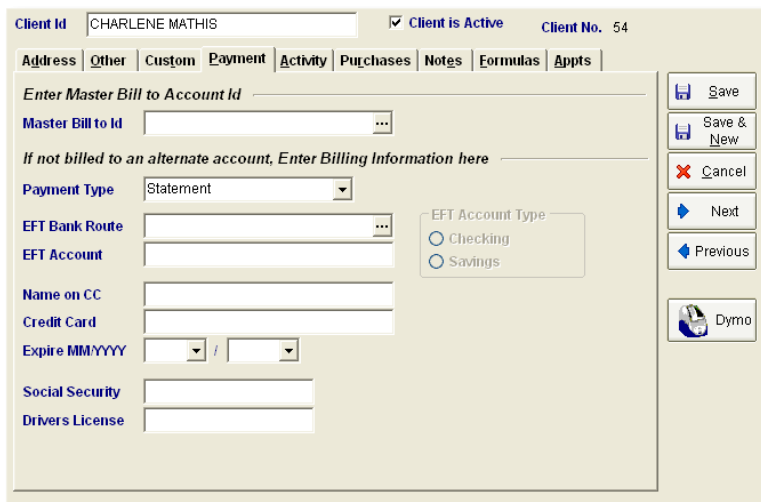 Client Id CHARLENE MATHIS Client is Active Client No. 54
Address Other Custom Payment Activity Purchases Notes Formulas Appts
Enter Master Bill to Account Id
Save
Master Bill to Id ...
Save &
New
If not billed to an alternate account, Enter Billing Information here
Cancel
Payment Type Statement
Next
EFT Account Type
EFT Bank Route ...
Checking
Previous
EFT Account
Savings
Name on CC
Credit Card
Dymo
Expire MM/YYYY /
Social Security
Drivers License